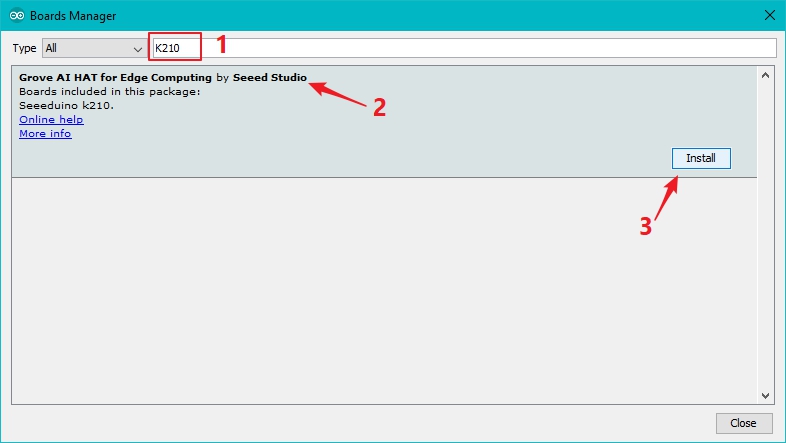 Boards Manager
Type All K210 1
Grove AI HAT for Edge Computing by Seeed Studio
Boards included in this package:
Seeeduino k210.
2
Online help
More info
Install
3
Close